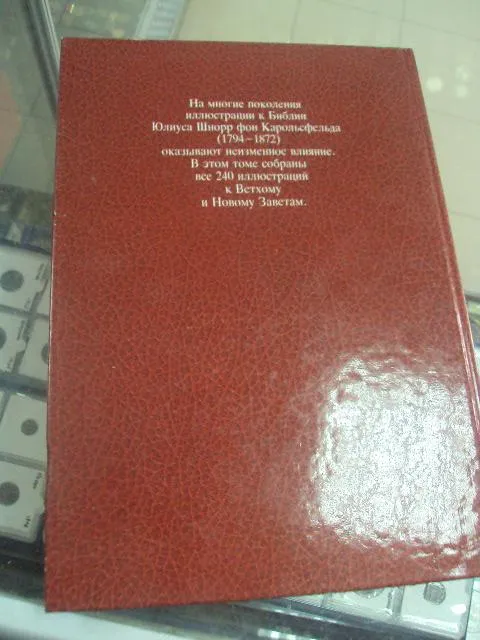 На многие поколения
иллюстрации к Библии
Юлиуса Шнорр фон Карольсфельда
(1794-1872)
оказывают неизменное влияние.
В этом томе собраны
все 240 иллюстраций
к Ветхому
и Новому Заветам.